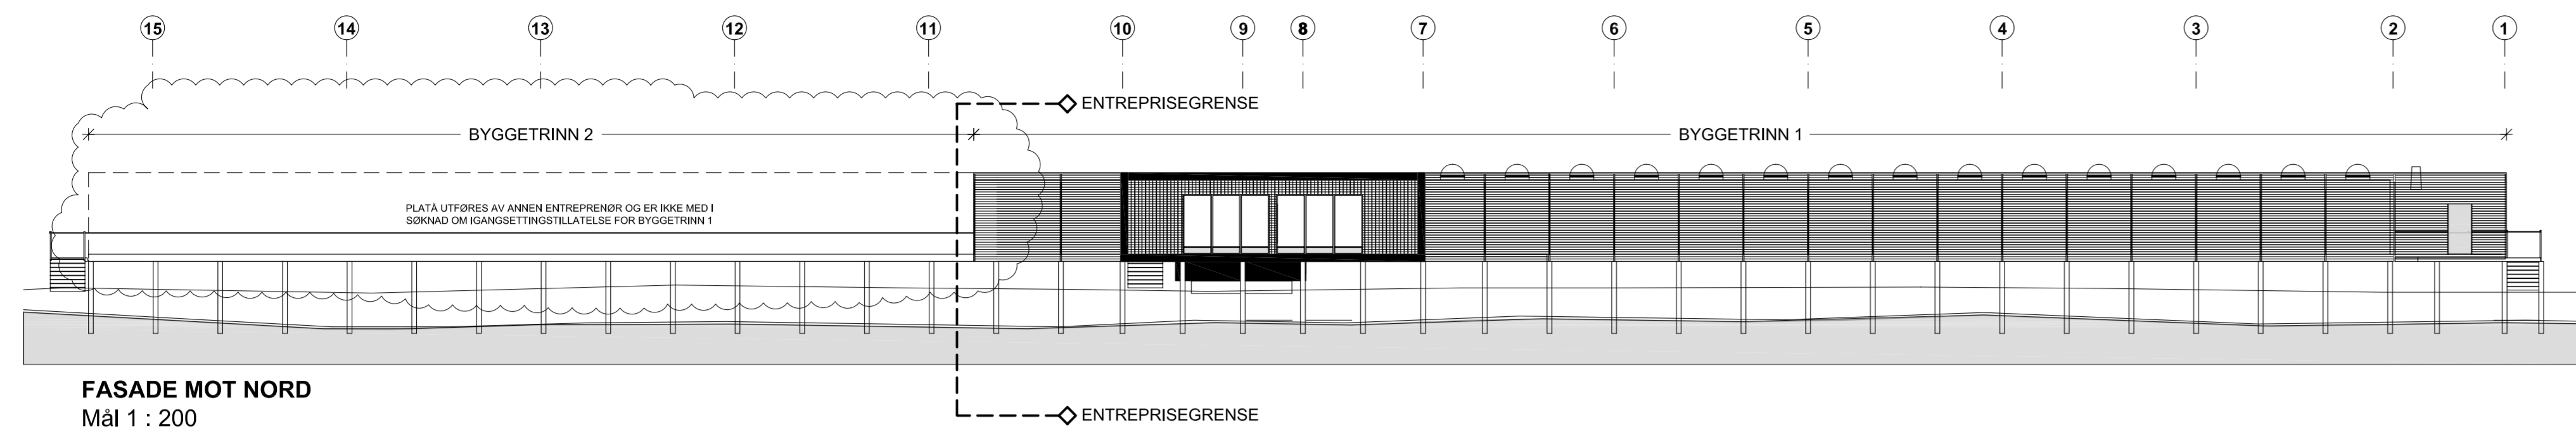 15 14 13 12 11 10 9 8 7 6 5 4 3 2 1
ENTREPRISEGRENSE
BYGGETRINN 2 BYGGETRINN 1
PLATÅ UTFØRES AV ANNEN ENTREPRENØR OG ER IKKE MED I
SØKNAD OM IGANGSETTINGSTILLATELSE FOR BYGGETRINN 1
FASADE MOT NORD
Mål 1 : 200
ENTREPRISEGRENSE